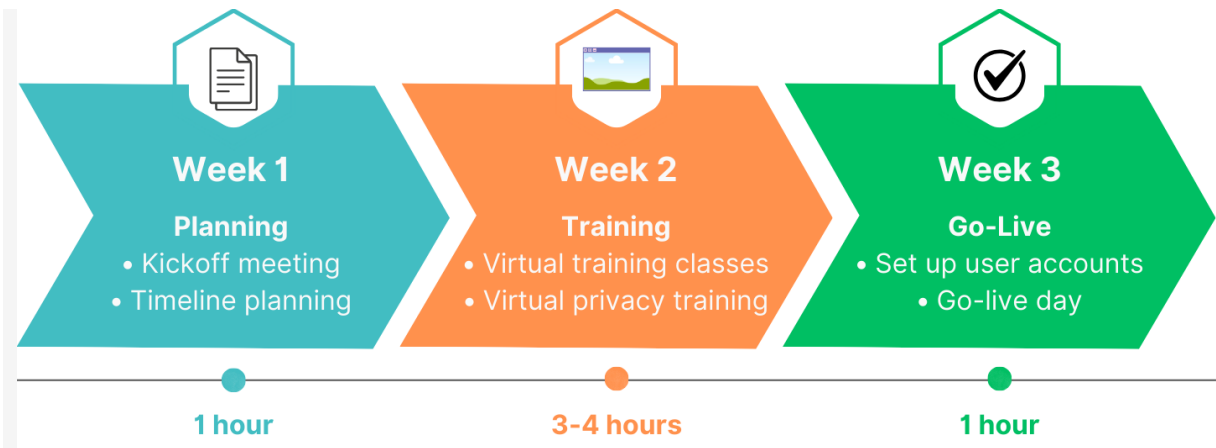 Week 1
Planning
• Kickoff meeting
• Timeline planning
1 hour
Week 2
Training
• Virtual training classes
• Virtual privacy training
3-4 hours
Week 3
Go-Live
• Set up user accounts
• Go-live day
1 hour